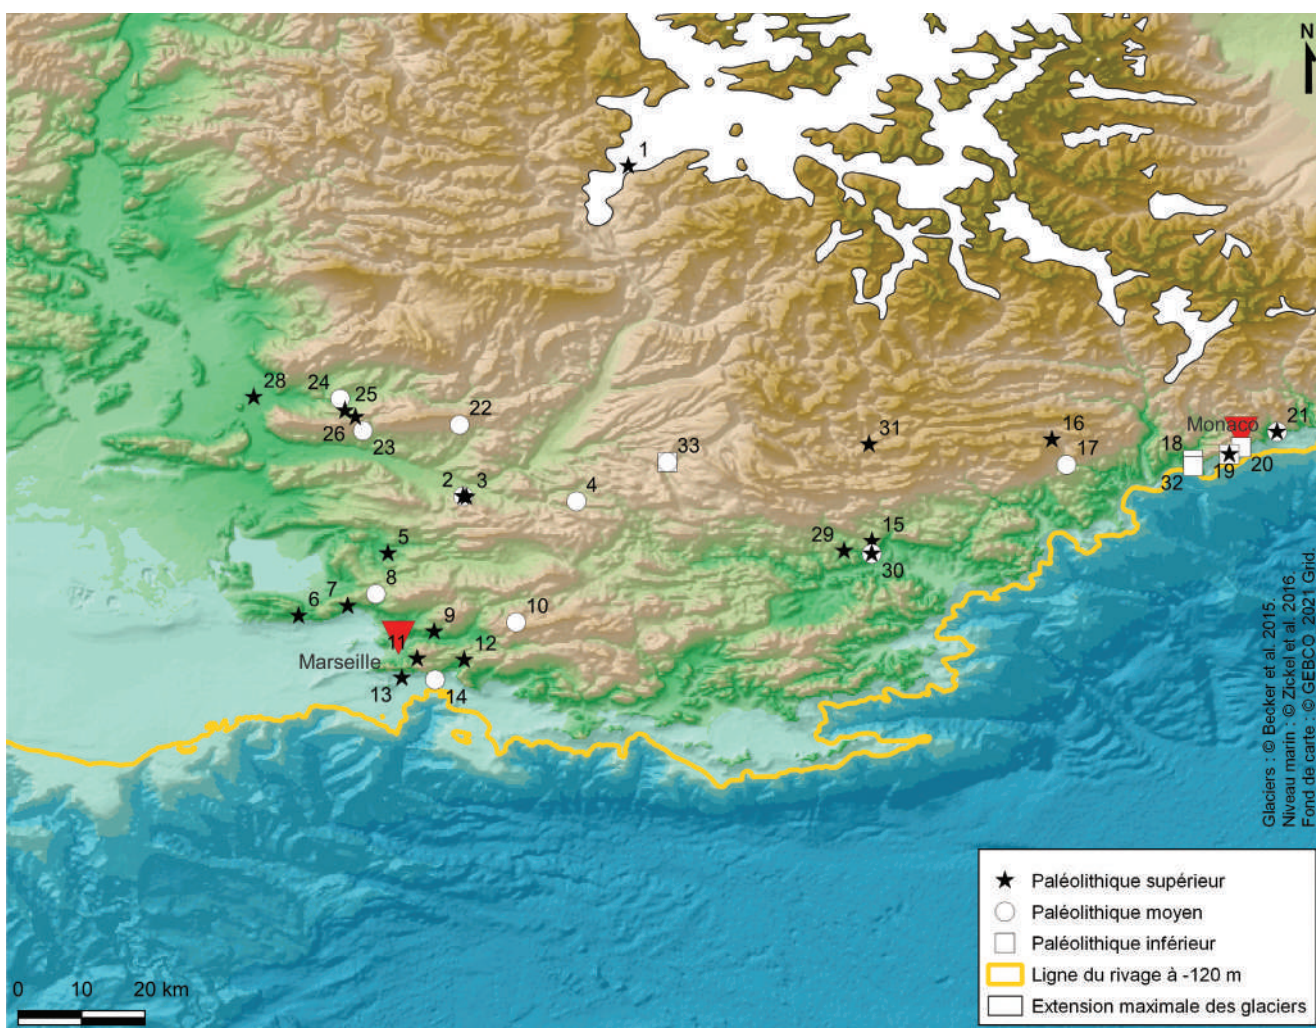 N
1
28
24
25
22
26
23
33
31
16
17
Monaco
21
18
19
20
32
2
3
4
5
29
15
30
8
7
6
9
10
11
12
Marseille
13
14
Glaciers : © Becker et al. 2015.
Niveau marin : © Zickel et al. 2016.
Fond de carte : © GEBCO 2021 Grid.
Paléolithique supérieur
Paléolithique moyen
Paléolithique inférieur
Ligne du rivage à -120 m
Extension maximale des glaciers
0 10 20 km